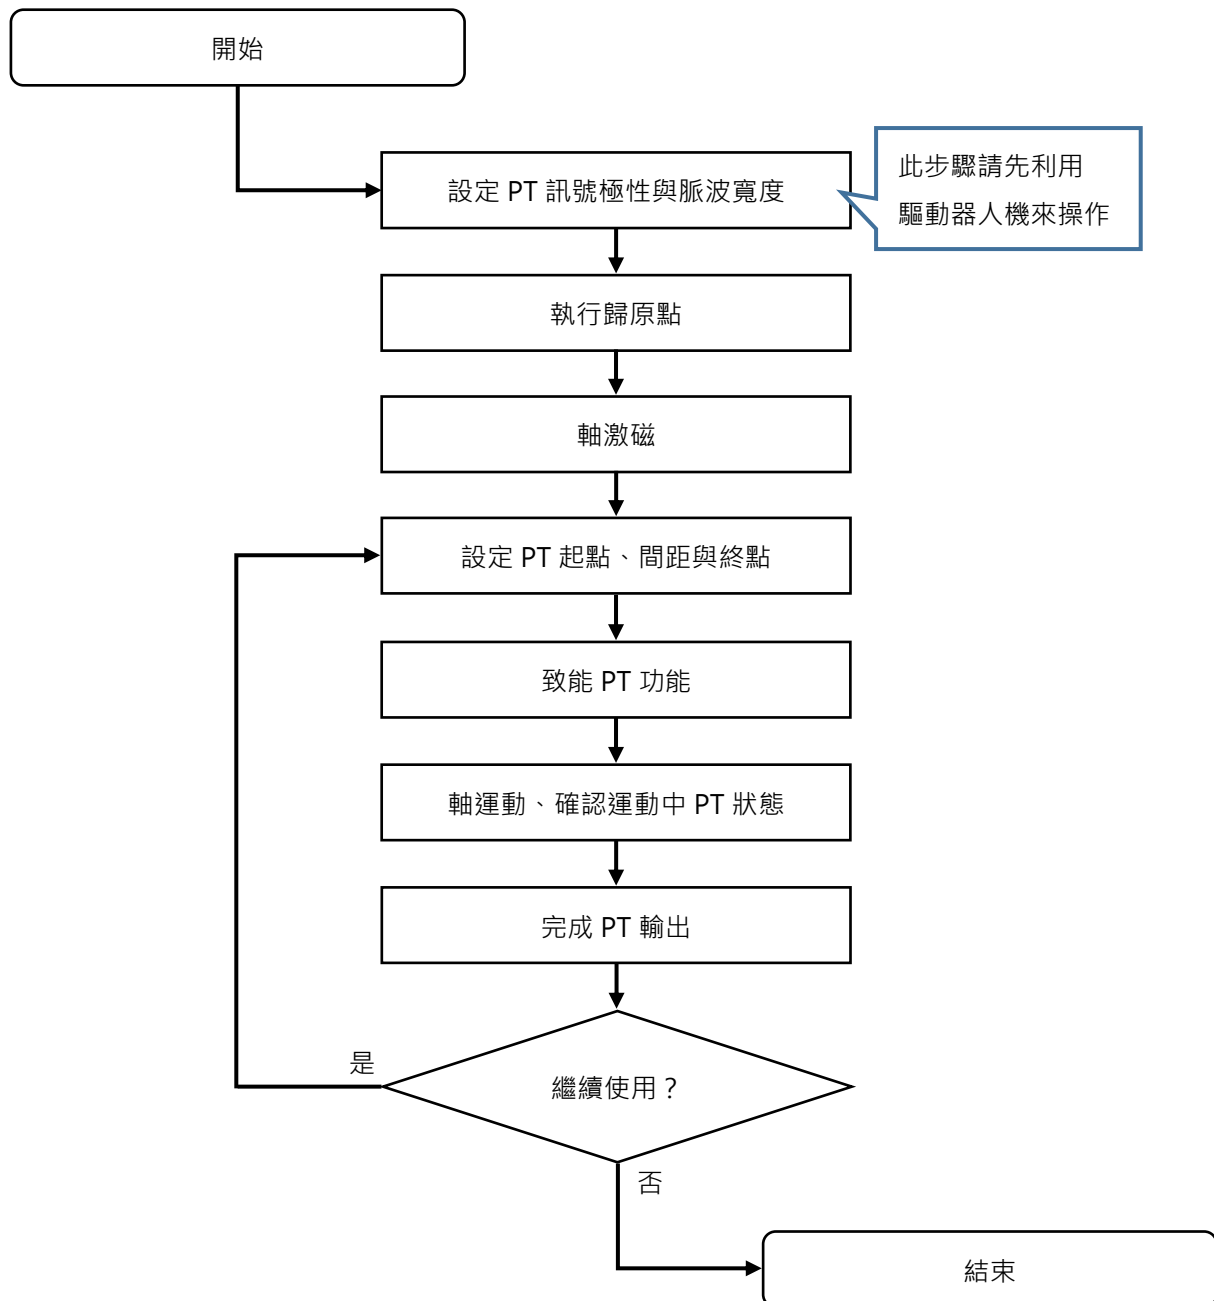 開始
設定 PT 訊號極性與脈波寬度
此步驟請先利用
驅動器人機來操作
執行歸原點
軸激磁
設定 PT 起點、間距與終點
致能 PT 功能
軸運動、確認運動中 PT 狀態
完成 PT 輸出
是
繼續使用？
否
結束